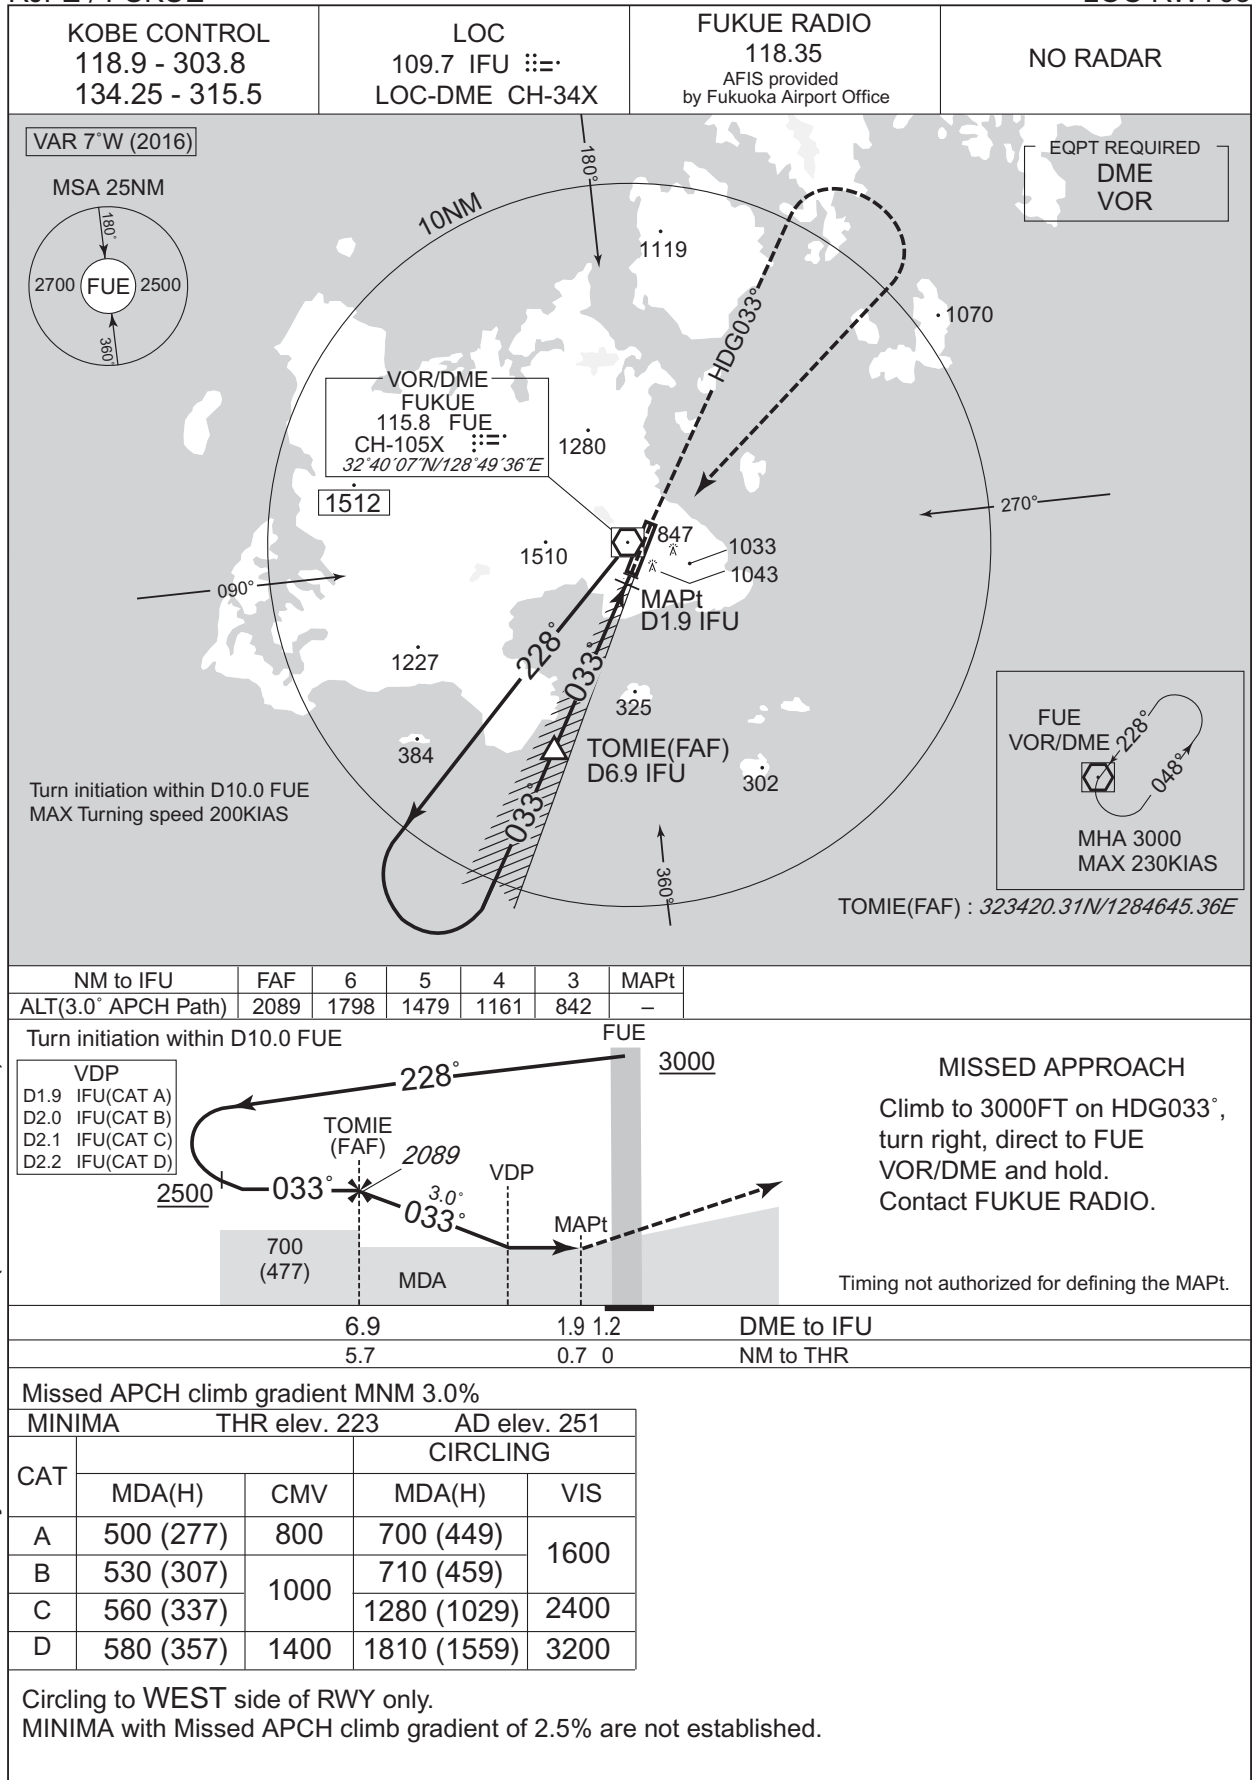 KOBE CONTROL
118.9 - 303.8
134.25 - 315.5
LOC
109.7 IFU
LOC-DME CH-34X
FUKUE RADIO
118.35
AFIS provided
by Fukuoka Airport Office
NO RADAR
VAR 7˚W (2016)
MSA 25NM
180˚
2700
FUE
2500
360˚
10NM
180˚
EQPT REQUIRED
DME
VOR
1119
1070
HDG033˚
VOR/DME
FUKUE
115.8 FUE
CH-105X
32˚40´07˝N/128˚49´36˝E
1280
1512
1510
847
1033
1043
270˚
090˚
MAPt
D1.9 IFU
1227
228˚
033˚
325
384
TOMIE(FAF)
D6.9 IFU
302
033˚
Turn initiation within D10.0 FUE
MAX Turning speed 200KIAS
360˚
FUE
VOR/DME
228˚
048˚
MHA 3000
MAX 230KIAS
TOMIE(FAF) : 323420.31N/1284645.36E
NM to IFU FAF 6 5 4 3 MAPt
ALT(3.0˚ APCH Path) 2089 1798 1479 1161 842 –
Turn initiation within D10.0 FUE
FUE
3000
VDP
D1.9 IFU(CAT A)
D2.0 IFU(CAT B)
D2.1 IFU(CAT C)
D2.2 IFU(CAT D)
228˚
TOMIE
(FAF)
2089
VDP
2500
033˚
3.0˚
033˚
MAPt
700
(477)
MDA
MISSED APPROACH
Climb to 3000FT on HDG033˚,
turn right, direct to FUE
VOR/DME and hold.
Contact FUKUE RADIO.
Timing not authorized for defining the MAPt.
6.9 1.9 1.2 DME to IFU
5.7 0.7 0 NM to THR
Missed APCH climb gradient MNM 3.0%
MINIMA THR elev. 223 AD elev. 251
CAT CIRCLING
MDA(H) CMV MDA(H) VIS
A 500 (277) 800 700 (449) 1600
B 530 (307) 1000 710 (459)
C 560 (337) 1280 (1029) 2400
D 580 (357) 1400 1810 (1559) 3200
Circling to WEST side of RWY only.
MINIMA with Missed APCH climb gradient of 2.5% are not established.